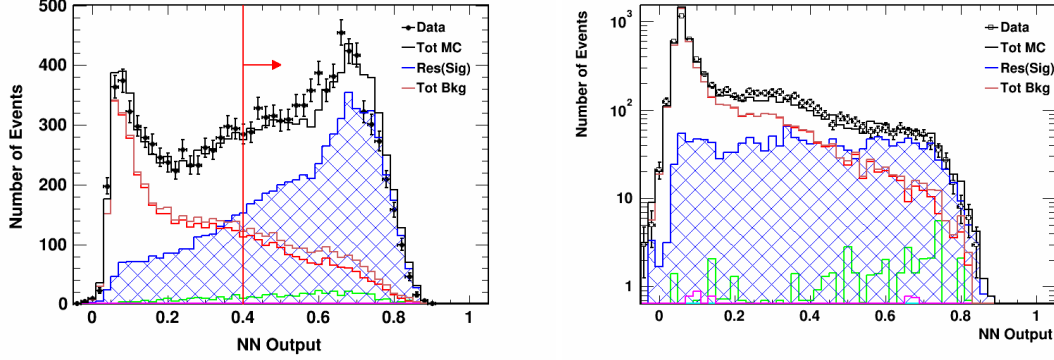 Number of Events
500
400
300
200
100
0
0
0.2
0.4
0.6
0.8
1
NN Output
Data
Tot MC
Res(Sig)
Tot Bkg
Number of Events
10³
10²
10
1
0
0.2
0.4
0.6
0.8
1
NN Output
Data
Tot MC
Res(Sig)
Tot Bkg